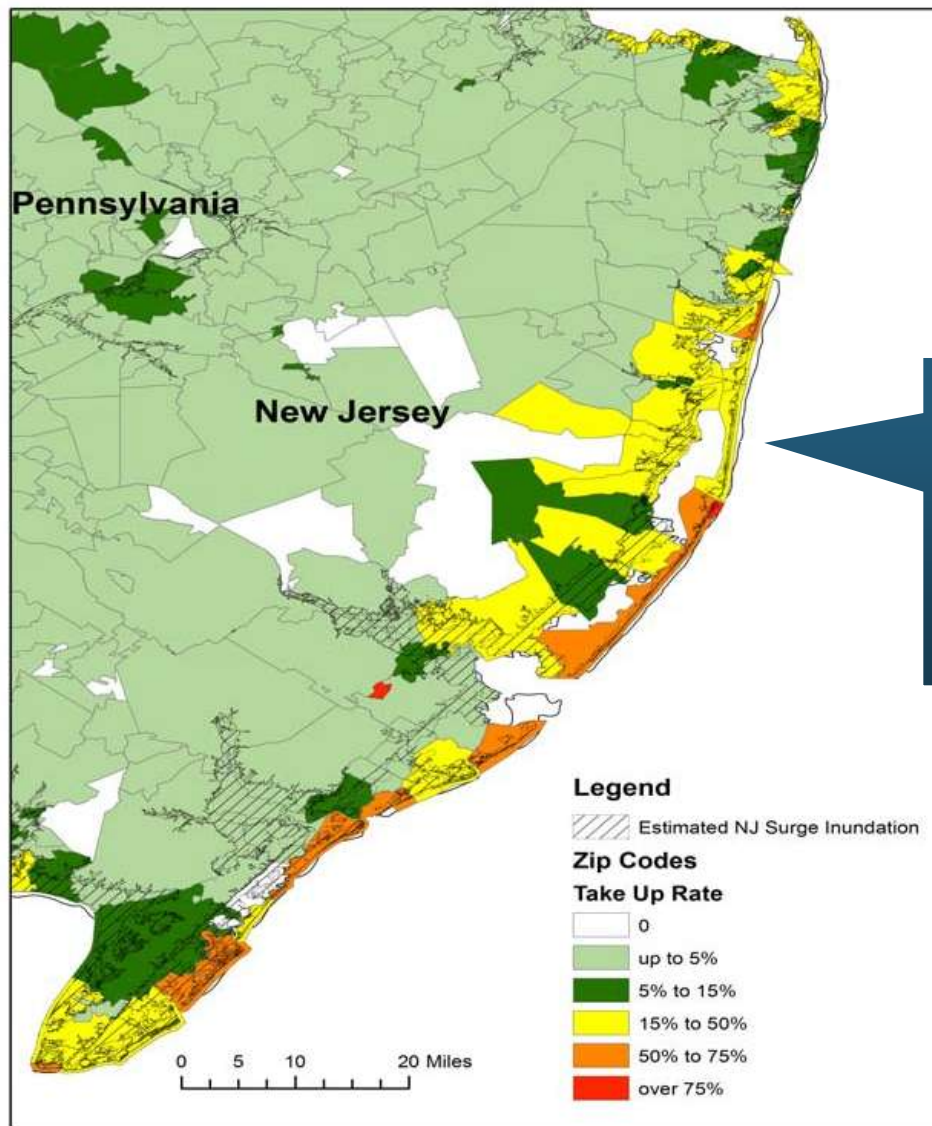 Pennsylvania
New Jersey
Legend
Estimated NJ Surge Inundation
Zip Codes
Take Up Rate
0
up to 5%
5% to 15%
15% to 50%
50% to 75%
over 75%
0 5 10 20 Miles